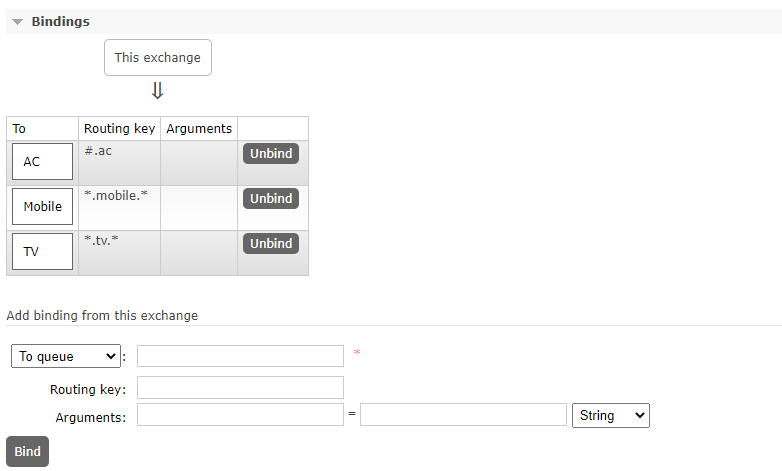 Bindings
This exchange
⇓
To Routing key Arguments
AC #.ac Unbind
Mobile *.mobile.* Unbind
TV *.tv.* Unbind
Add binding from this exchange
To queue : *
Routing key:
Arguments: = String
Bind